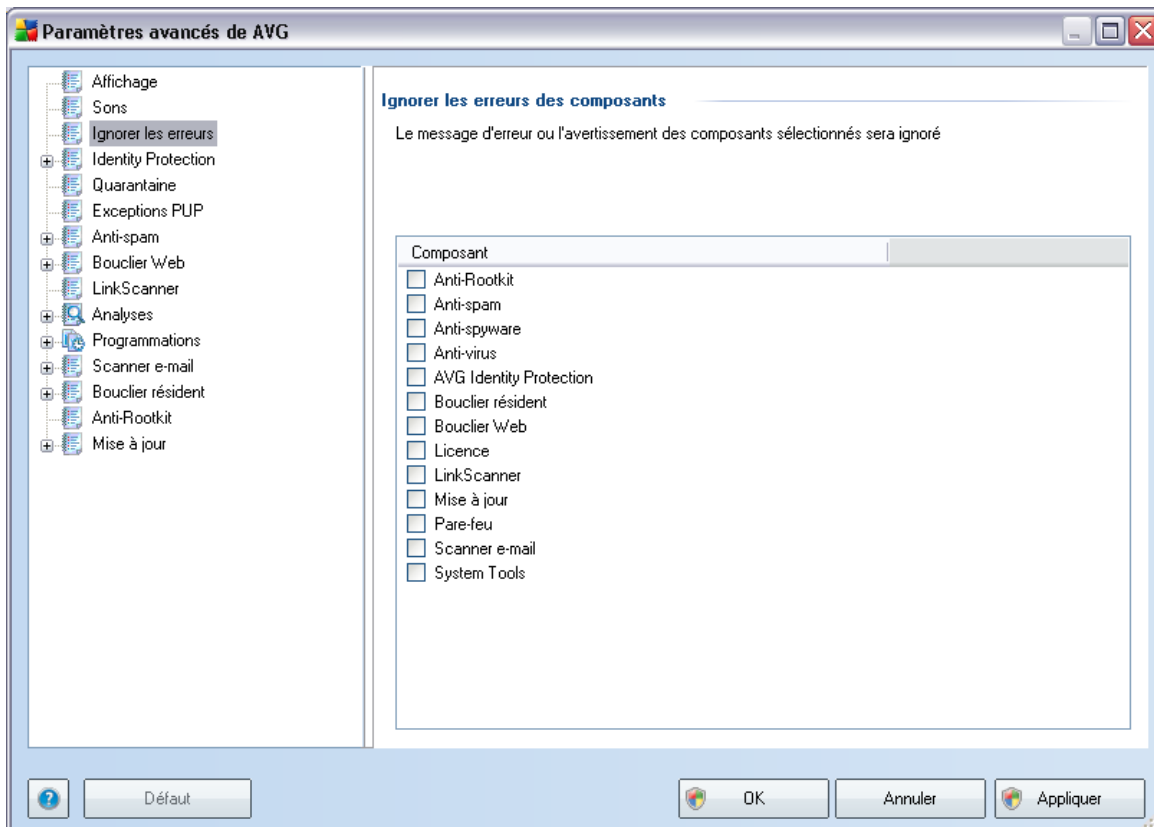 Paramètres avancés de AVG
Affichage
Sons
Ignorer les erreurs
Identity Protection
Quarantaine
Exceptions PUP
Anti-spam
Bouclier Web
LinkScanner
Analyses
Programmations
Scanner e-mail
Bouclier résident
Anti-Rootkit
Mise à jour
Ignorer les erreurs des composants
Le message d'erreur ou l'avertissement des composants sélectionnés sera ignoré
Composant
Anti-Rootkit
Anti-spam
Anti-spyware
Anti-virus
AVG Identity Protection
Bouclier résident
Bouclier Web
Licence
LinkScanner
Mise à jour
Pare-feu
Scanner e-mail
System Tools
Défaut
OK
Annuler
Appliquer